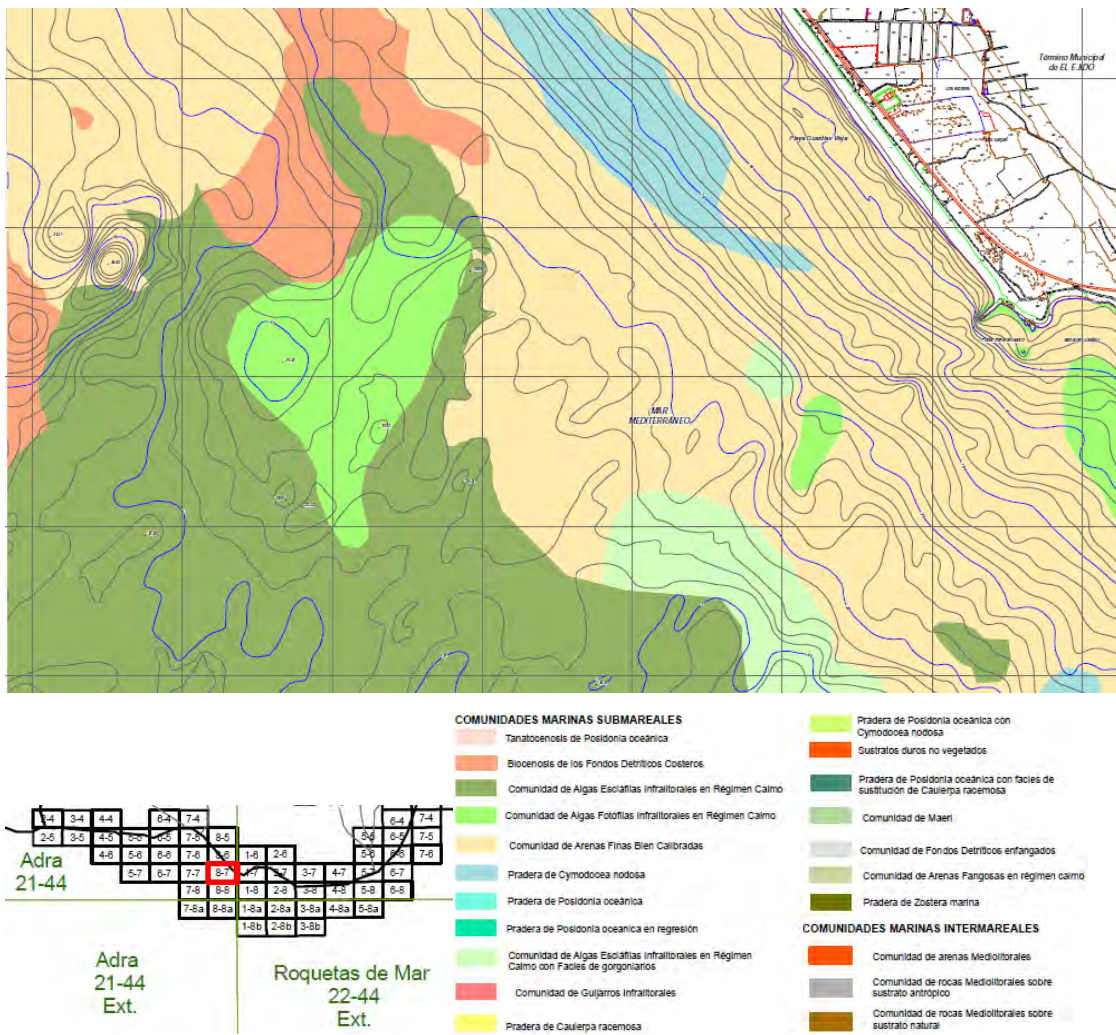 Término Municipal
de EL EJIDO
Playa Guardias Viejas
MAR
MEDITERRÁNEO
COMUNIDADES MARINAS SUBMAREALES
Tanatocenosis de Posidonia oceánica
Biocenosis de los Fondos Detríticos Costeros
Comunidad de Algas Esciáfilas Infralitorales en Régimen Calmo
Comunidad de Algas Fotófilas Infralitorales en Régimen Calmo
Comunidad de Arenas Finas Bien Calibradas
Pradera de Cymodocea nodosa
Pradera de Posidonia oceánica
Pradera de Posidonia oceanica en regresión
Comunidad de Algas Esciáfilas Infralitorales en Régimen
Calmo con Facies de gorgoniarios
Comunidad de Guijarros Infralitorales
Pradera de Caulerpa racemosa
Pradera de Posidonia oceánica con
Cymodocea nodosa
Sustratos duros no vegetados
Pradera de Posidonia oceánica con facies de
sustitución de Caulerpa racemosa
Comunidad de Maerl
Comunidad de Fondos Detríticos enfangados
Comunidad de Arenas Fangosas en régimen calmo
Pradera de Zostera marina
COMUNIDADES MARINAS INTERMAREALES
Comunidad de arenas Mediolitorales
Comunidad de rocas Mediolitorales sobre
sustrato antrópico
Comunidad de rocas Mediolitorales sobre
sustrato natural
3-4 4-4 6-4 7-4 6-4 7-4
2-5 3-5 4-5 5-5 6-5 7-5 8-5 5-5 6-5 7-5
4-6 5-6 6-6 7-6 1-6 2-6 5-6 6-6 7-6
5-7 6-7 7-7 8-7 1-7 2-7 3-7 4-7 5-7 6-7
7-8 8-8 1-8 2-8 3-8 4-8 5-8 6-8
7-8a 8-8a 1-8a 2-8a 3-8a 4-8a 5-8a
1-8b 2-8b 3-8b
Adra
21-44
Adra
21-44
Ext.
Roquetas de Mar
22-44
Ext.